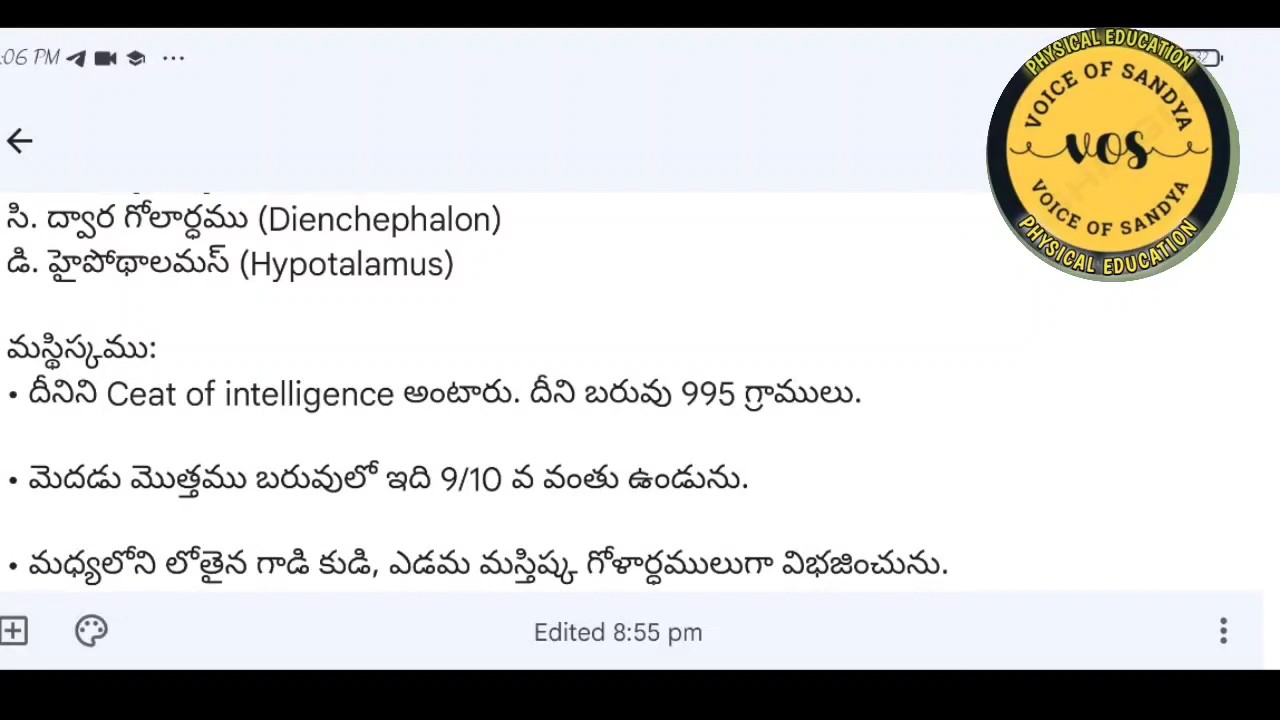 :06 PM ...
PHYSICAL EDUCATION
VOICE OF SANDYA
vos
VOICE OF SANDYA
PHYSICAL EDUCATION
సి. ద్వార గోలార్ధము (Dienchephalon)
డి. హైపోథాలమస్ (Hypotalamus)
మస్థిస్కము:
• దీనిని Ceat of intelligence అంటారు. దీని బరువు 995 గ్రాములు.
• మెదడు మొత్తము బరువులో ఇది 9/10 వ వంతు ఉండును.
• మధ్యలోని లోతైన గాడి కుడి, ఎడమ మస్తిష్క గోళార్ధములుగా విభజించును.
Edited 8:55 pm